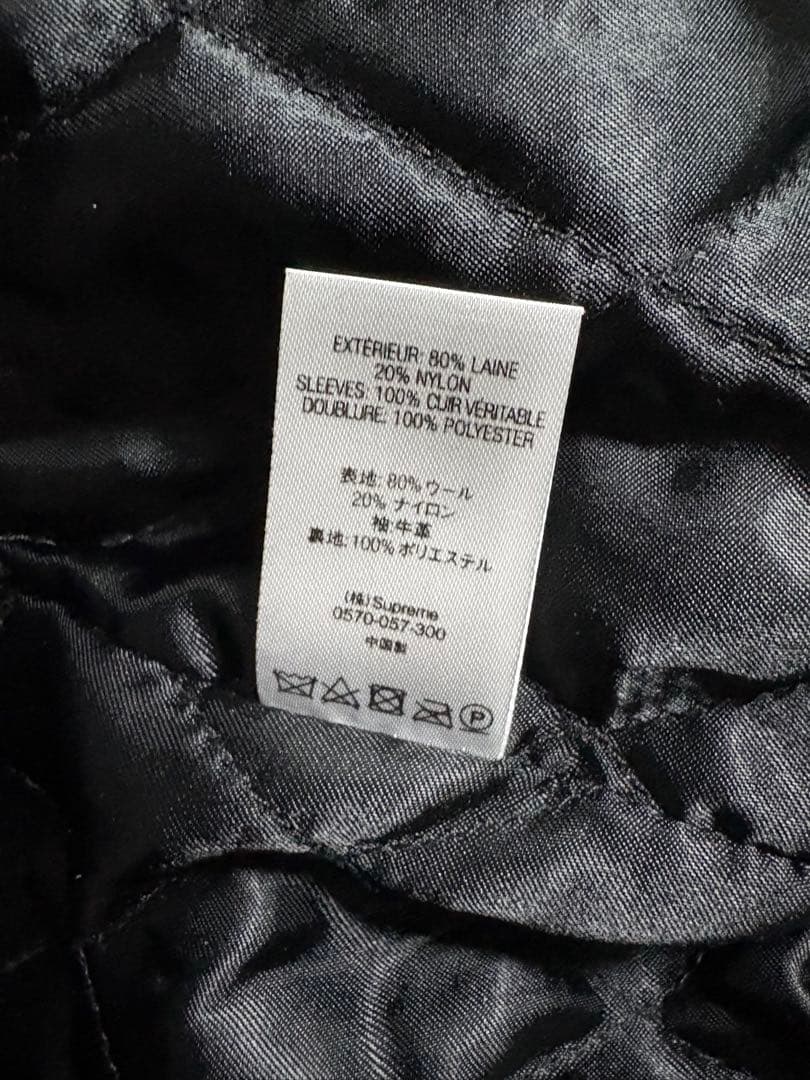 EXTÉRIEUR: 80% LAINE
20% NYLON
SLEEVES: 100% CUIR VÉRITABLE
DOUBLURE: 100% POLYESTER
表地: 80% ウール
20% ナイロン
袖: 牛革
裏地: 100% ポリエステル
(株) Supreme
0570-057-300
中国製
P